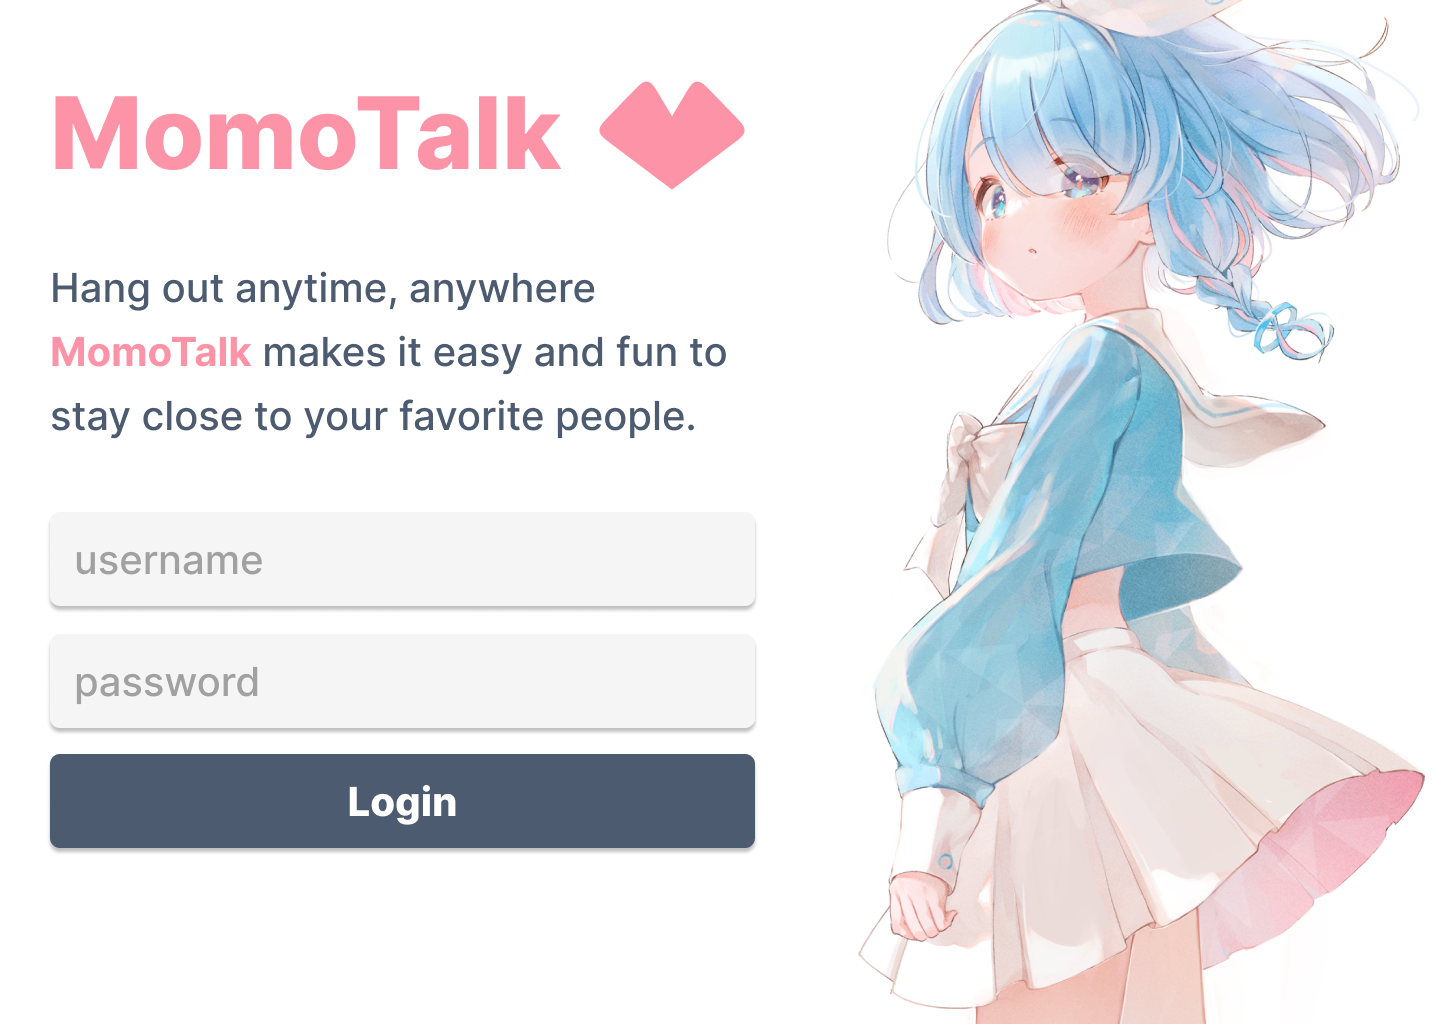 MomoTalk
Hang out anytime, anywhere
MomoTalk makes it easy and fun to
stay close to your favorite people.
username
password
Login